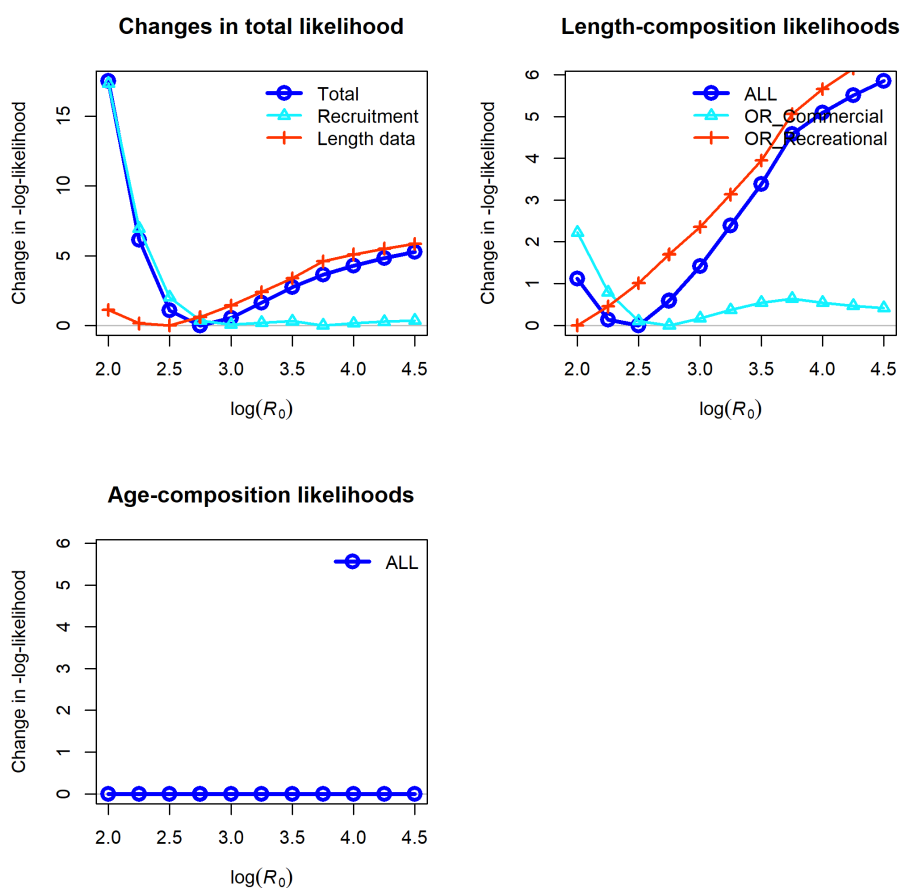 Changes in total likelihood
Change in -log-likelihood
15
10
5
0
Total
Recruitment
Length data
2.0 2.5 3.0 3.5 4.0 4.5
log(R0)
Length-composition likelihoods
Change in -log-likelihood
6
5
4
3
2
1
0
ALL
OR_Commercial
OR_Recreational
2.0 2.5 3.0 3.5 4.0 4.5
log(R0)
Age-composition likelihoods
Change in -log-likelihood
6
5
4
3
2
1
0
ALL
2.0 2.5 3.0 3.5 4.0 4.5
log(R0)